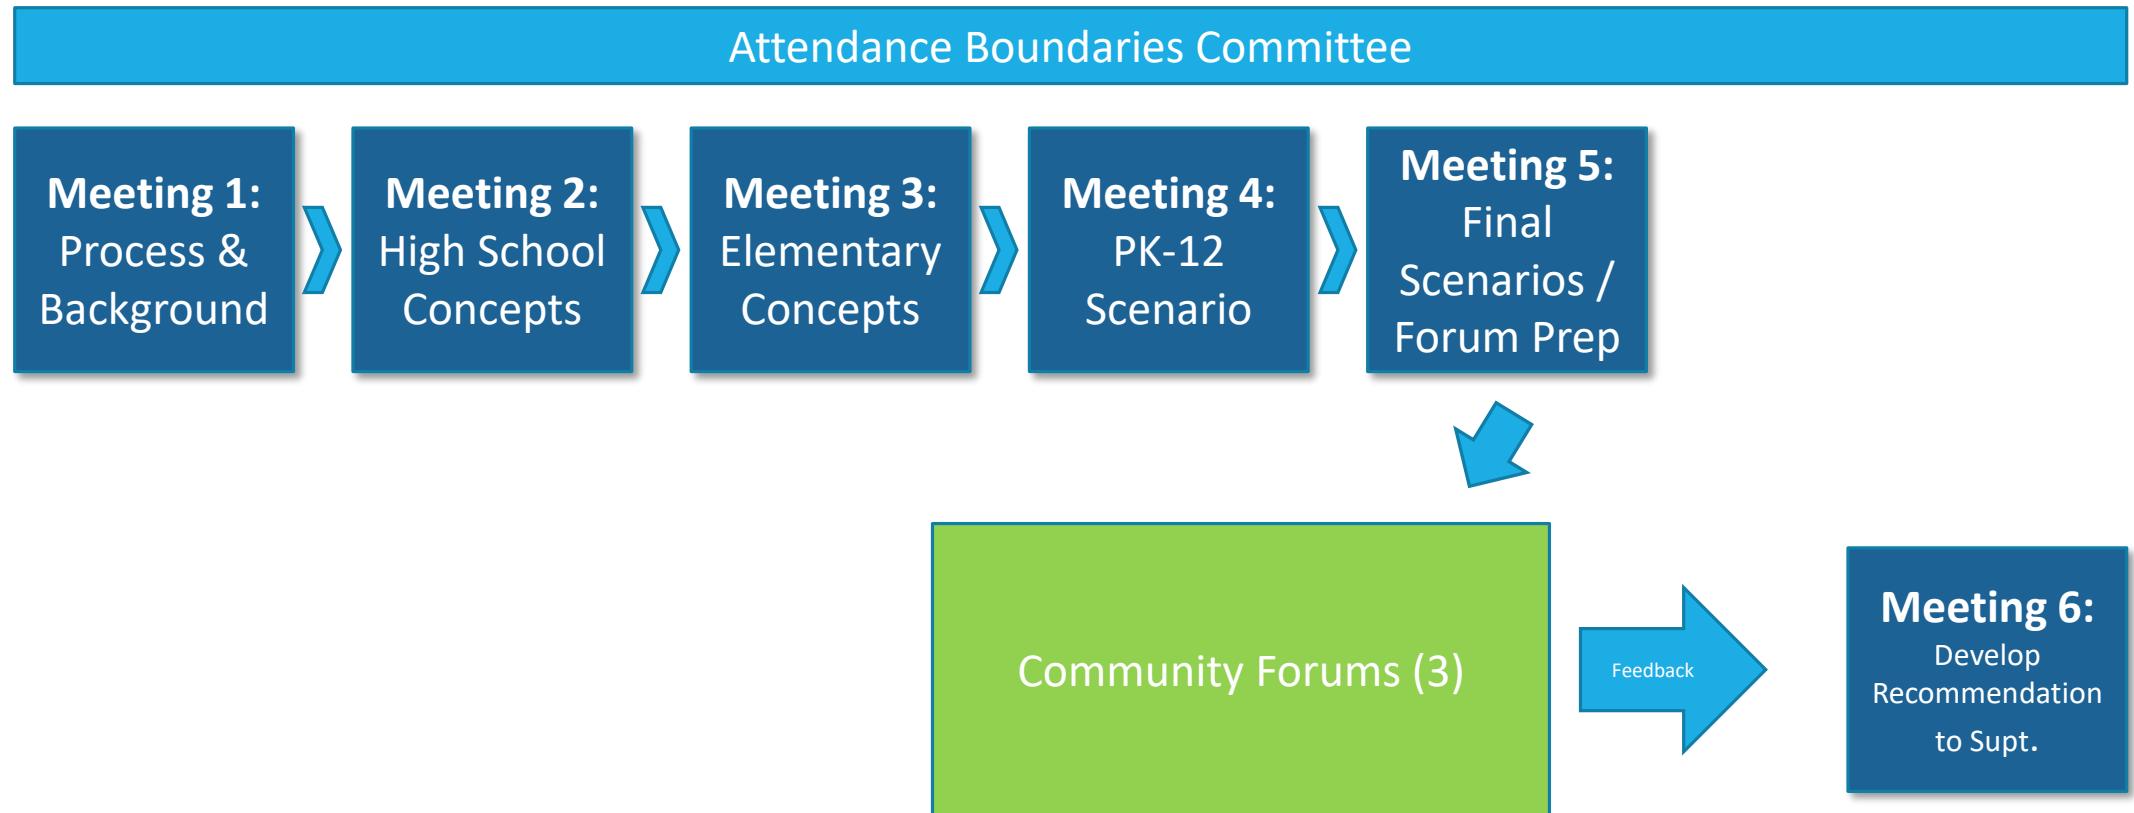 Attendance Boundaries Committee
Meeting 1:
Process &
Background
Meeting 2:
High School
Concepts
Meeting 3:
Elementary
Concepts
Meeting 4:
PK-12
Scenario
Meeting 5:
Final
Scenarios /
Forum Prep
Community Forums (3)
Feedback
Meeting 6:
Develop
Recommendation
to Supt.